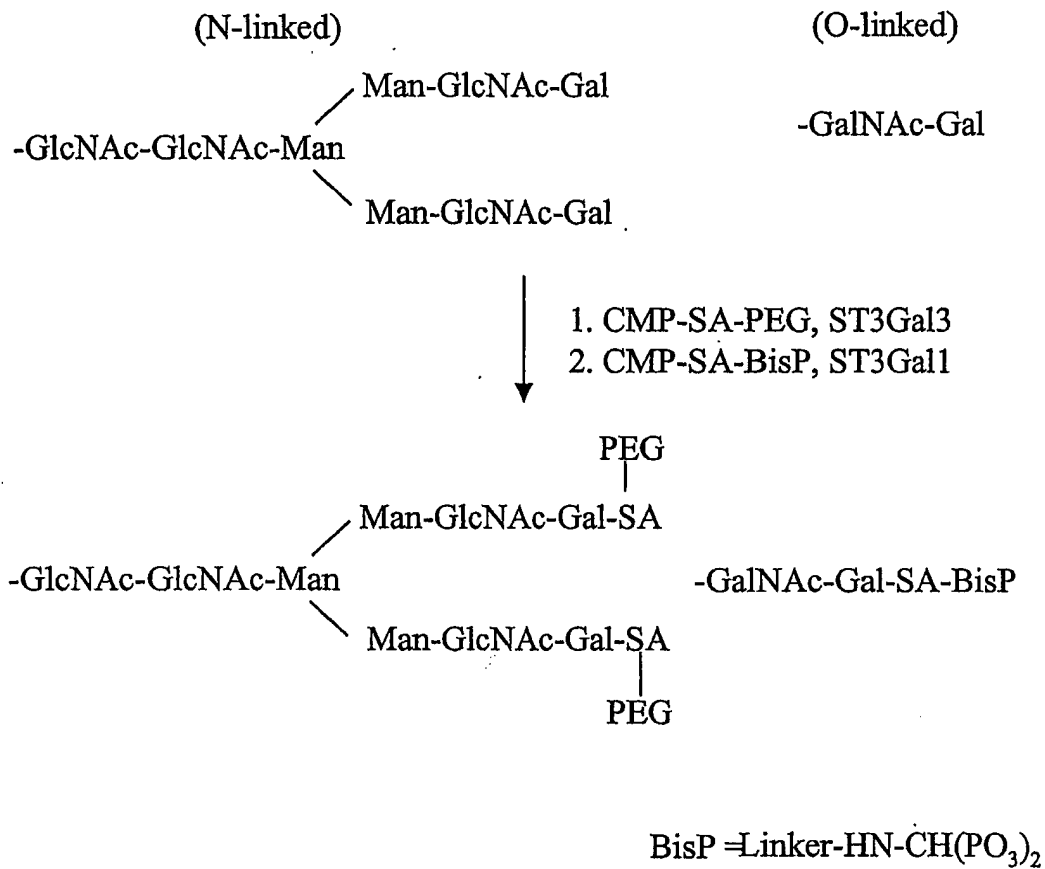 (N-linked)
(O-linked)
Man-GlcNAc-Gal
-GalNAc-Gal
-GlcNAc-GlcNAc-Man
Man-GlcNAc-Gal
1. CMP-SA-PEG, ST3Gal3
2. CMP-SA-BisP, ST3Gal1
PEG
Man-GlcNAc-Gal-SA
-GlcNAc-GlcNAc-Man
-GalNAc-Gal-SA-BisP
Man-GlcNAc-Gal-SA
PEG
BisP =Linker-HN-CH(PO3)2